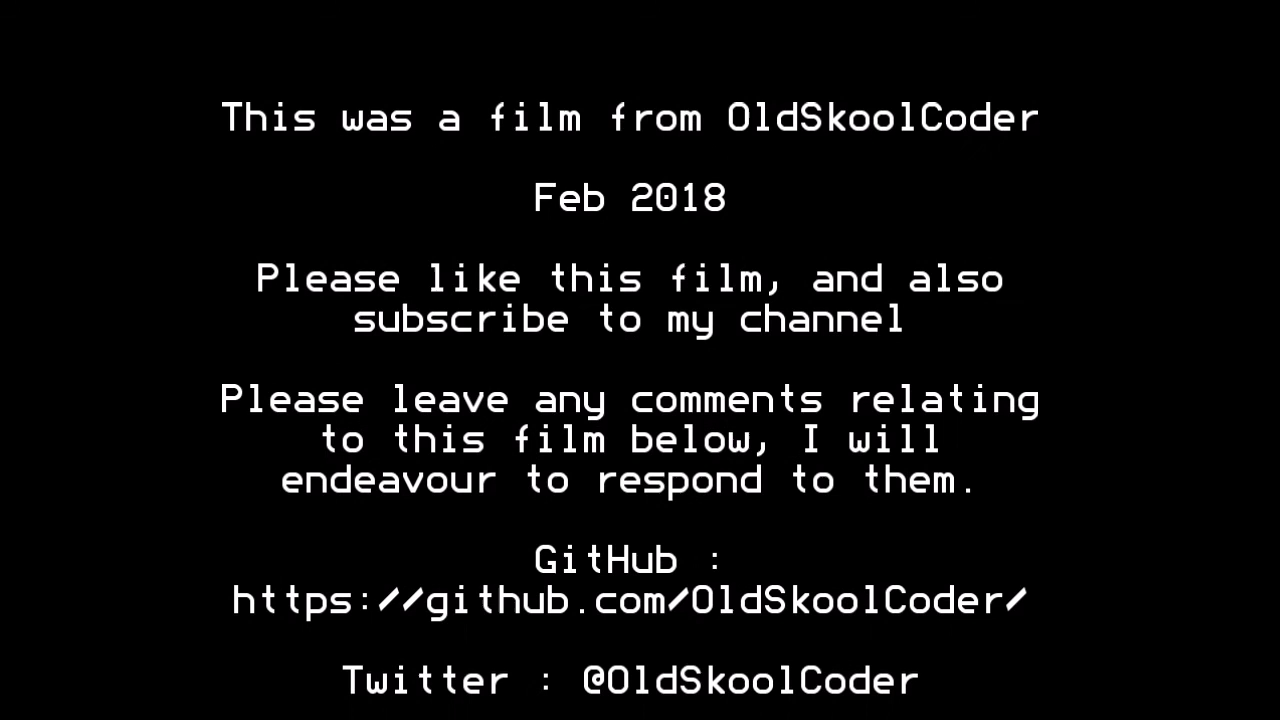 This was a film from OldSkoolCoder
Feb 2018
Please like this film, and also
subscribe to my channel
Please leave any comments relating
to this film below, I will
endeavour to respond to them.
GitHub :
https://github.com/OldSkoolCoder/
Twitter : @OldSkoolCoder